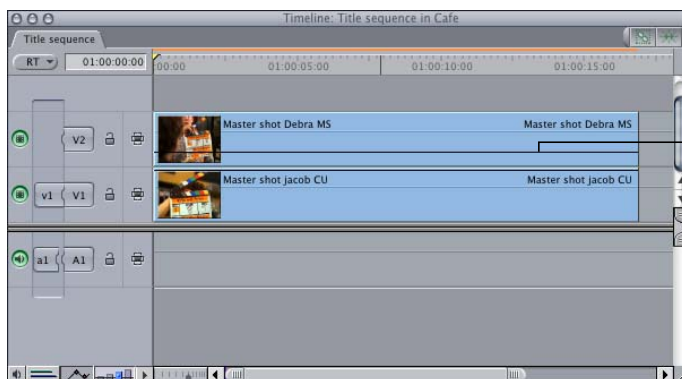 Timeline: Title sequence in Cafe
Title sequence
RT 01:00:00:00 00:00 01:00:05:00 01:00:10:00 01:00:15:00
Master shot Debra MS Master shot Debra MS
V2
Master shot jacob CU Master shot jacob CU
v1 V1
a1 A1